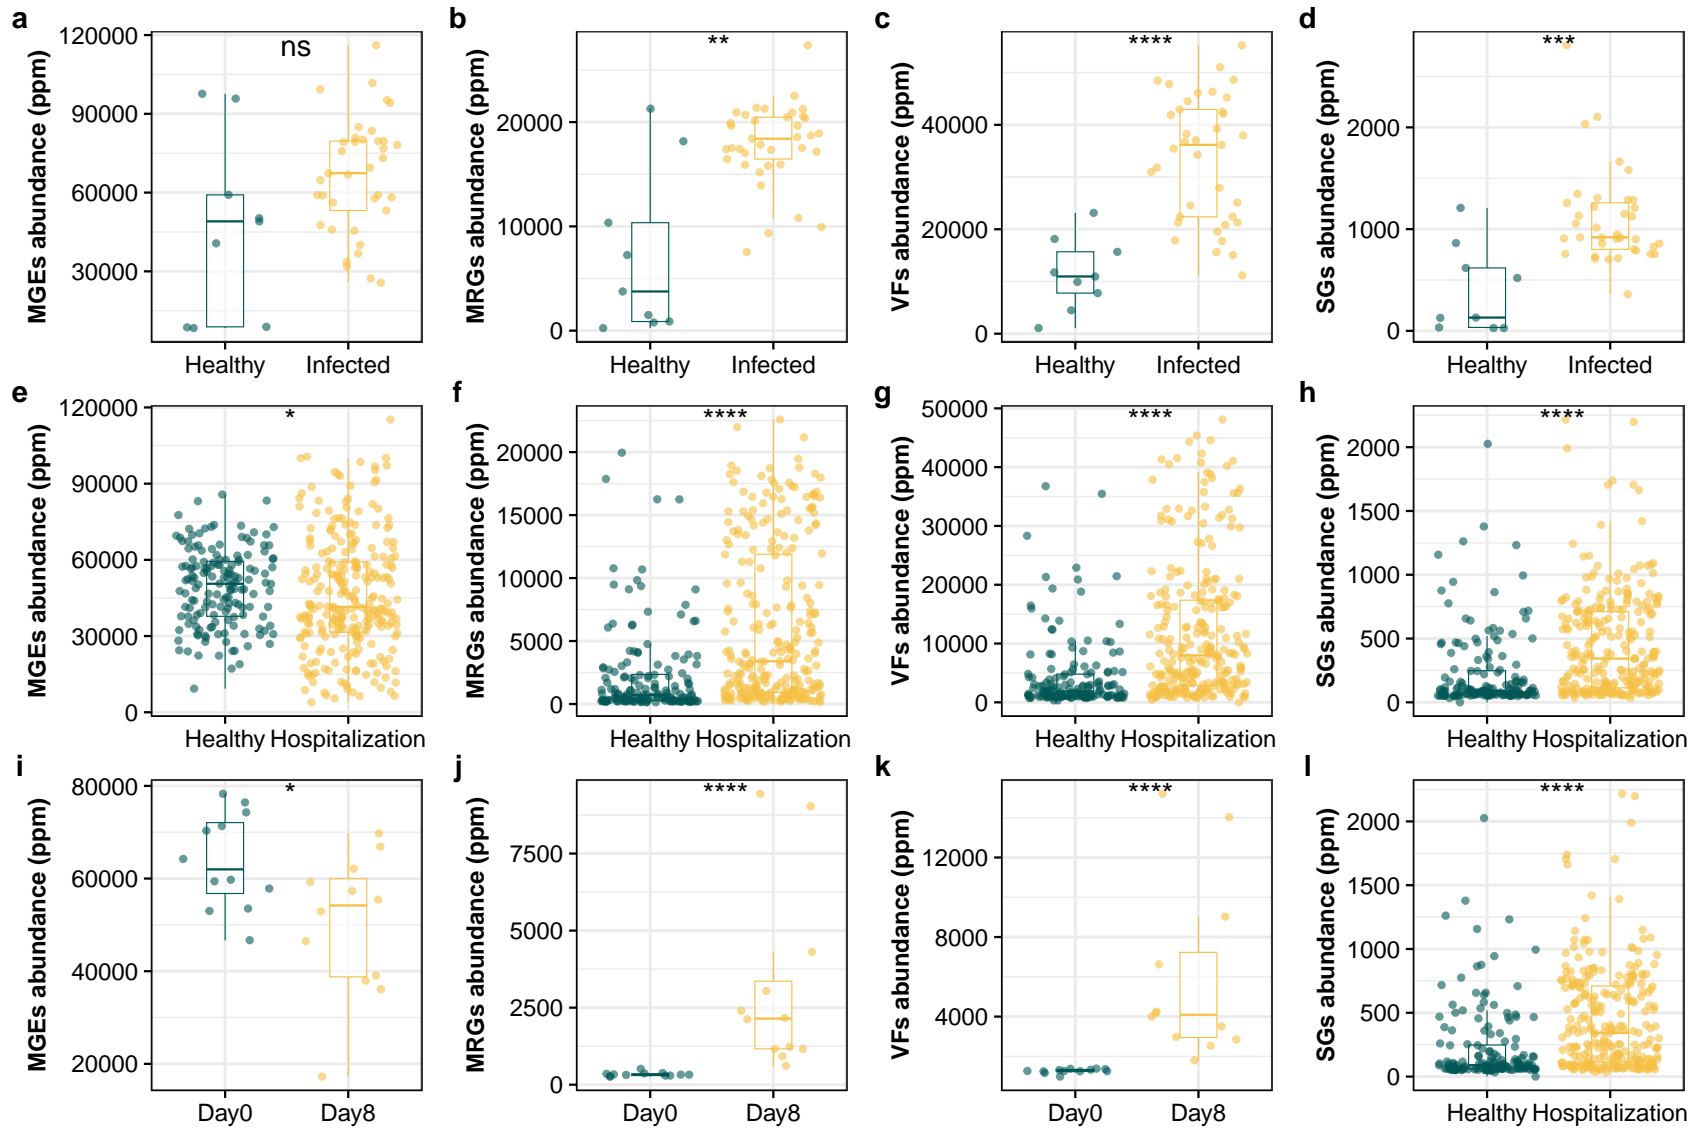 a
MGEs abundance (ppm)
120000
90000
60000
30000
ns
Healthy
Infected
b
MRGs abundance (ppm)
20000
10000
0
**
Healthy
Infected
c
VFs abundance (ppm)
40000
20000
0
****
Healthy
Infected
d
SGs abundance (ppm)
2000
1000
0
***
Healthy
Infected
e
MGEs abundance (ppm)
120000
90000
60000
30000
0
*
Healthy
Hospitalization
f
MRGs abundance (ppm)
20000
15000
10000
5000
0
****
Healthy
Hospitalization
g
VFs abundance (ppm)
50000
40000
30000
20000
10000
0
****
Healthy
Hospitalization
h
SGs abundance (ppm)
2000
1500
1000
500
0
****
Healthy
Hospitalization
i
MGEs abundance (ppm)
80000
60000
40000
20000
*
Day0
Day8
j
MRGs abundance (ppm)
7500
5000
2500
0
****
Day0
Day8
k
VFs abundance (ppm)
12000
8000
4000
****
Day0
Day8
l
SGs abundance (ppm)
2000
1500
1000
500
0
****
Healthy
Hospitalization